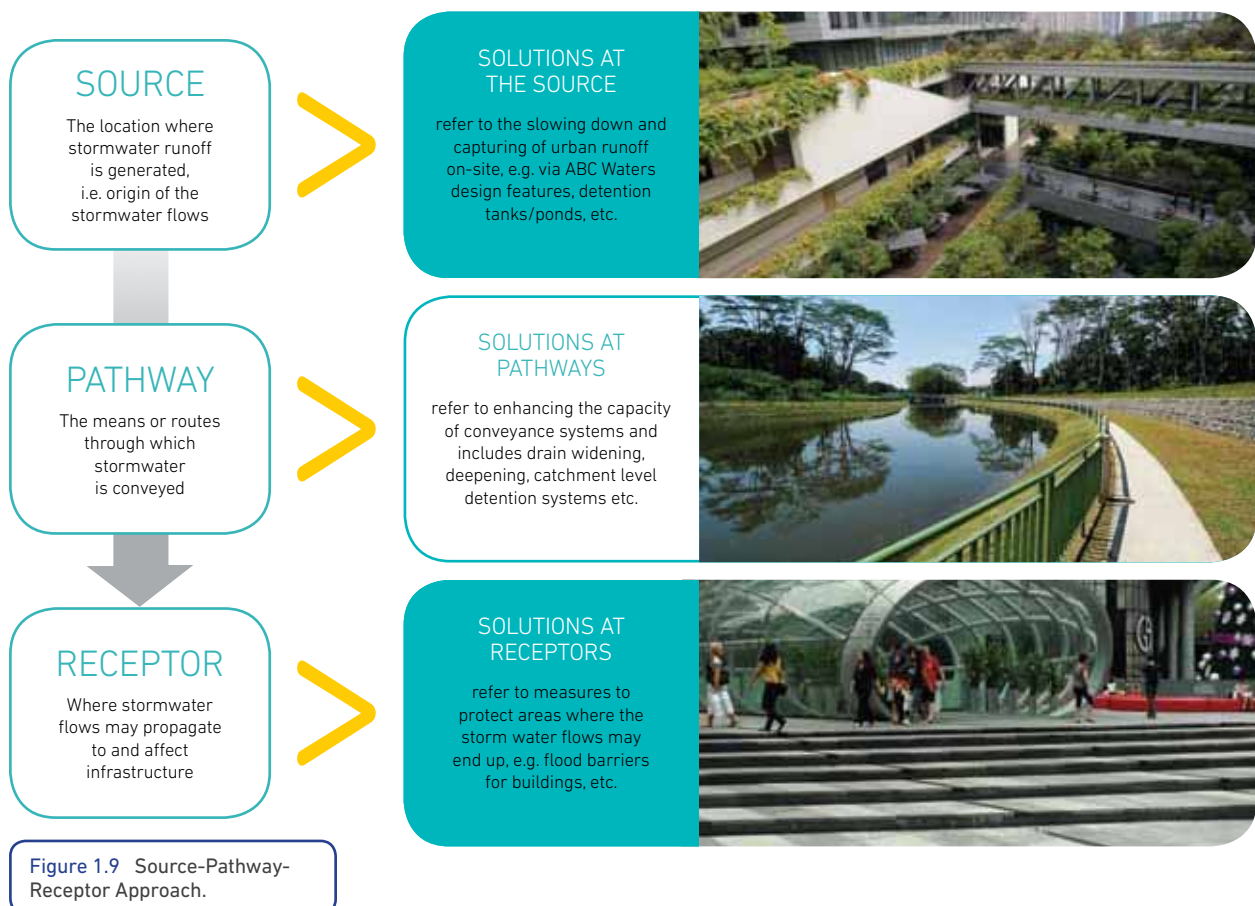 SOURCE
The location where
stormwater runoff
is generated,
i.e. origin of the
stormwater flows
SOLUTIONS AT
THE SOURCE
refer to the slowing down and
capturing of urban runoff
on-site, e.g. via ABC Waters
design features, detention
tanks/ponds, etc.
PATHWAY
The means or routes
through which
stormwater
is conveyed
SOLUTIONS AT
PATHWAYS
refer to enhancing the capacity
of conveyance systems and
includes drain widening,
deepening, catchment level
detention systems etc.
RECEPTOR
Where stormwater
flows may propagate
to and affect
infrastructure
SOLUTIONS AT
RECEPTORS
refer to measures to
protect areas where the
storm water flows may
end up, e.g. flood barriers
for buildings, etc.
Figure 1.9 Source-Pathway-
Receptor Approach.